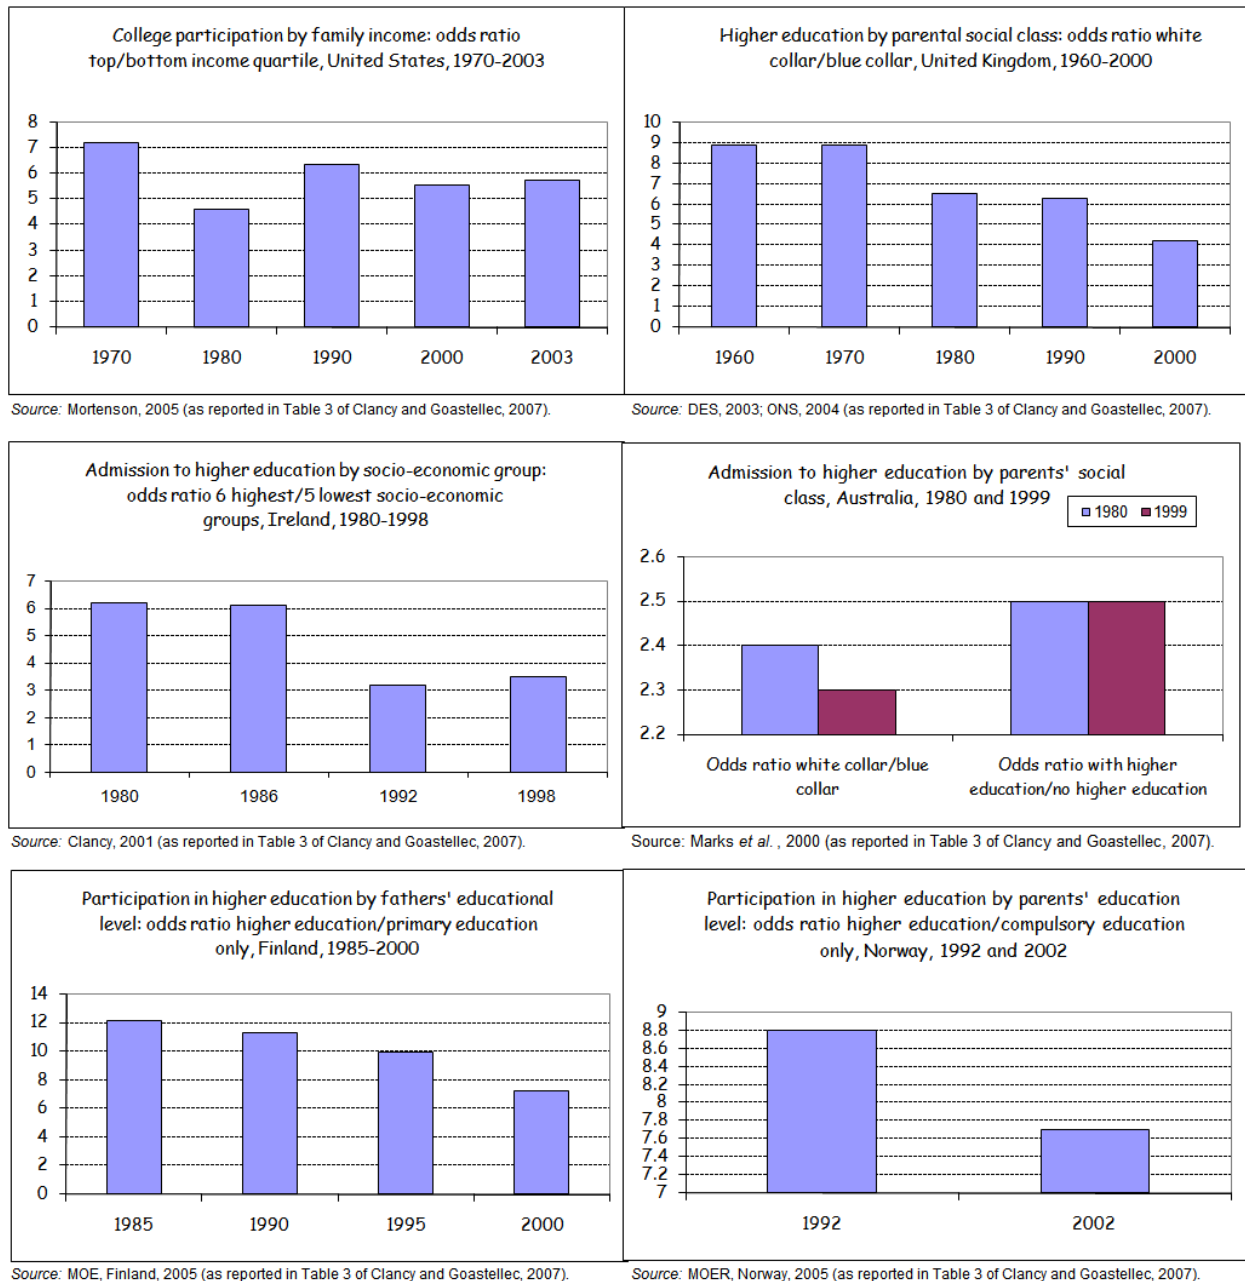 College participation by family income: odds ratio
top/bottom income quartile, United States, 1970-2003
8
7
6
5
4
3
2
1
0
1970 1980 1990 2000 2003
Source: Mortenson, 2005 (as reported in Table 3 of Clancy and Goastellec, 2007).
Higher education by parental social class: odds ratio white
collar/blue collar, United Kingdom, 1960-2000
10
9
8
7
6
5
4
3
2
1
0
1960 1970 1980 1990 2000
Source: DES, 2003; ONS, 2004 (as reported in Table 3 of Clancy and Goastellec, 2007).
Admission to higher education by socio-economic group:
odds ratio 6 highest/5 lowest socio-economic
groups, Ireland, 1980-1998
7
6
5
4
3
2
1
0
1980 1986 1992 1998
Source: Clancy, 2001 (as reported in Table 3 of Clancy and Goastellec, 2007).
Admission to higher education by parents' social
class, Australia, 1980 and 1999
1980 1999
2.6
2.5
2.4
2.3
2.2
Odds ratio white collar/blue
collar
Odds ratio with higher
education/no higher education
Source: Marks et al. , 2000 (as reported in Table 3 of Clancy and Goastellec, 2007).
Participation in higher education by fathers' educational
level: odds ratio higher education/primary education
only, Finland, 1985-2000
14
12
10
8
6
4
2
0
1985 1990 1995 2000
Source: MOE, Finland, 2005 (as reported in Table 3 of Clancy and Goastellec, 2007).
Participation in higher education by parents' education
level: odds ratio higher education/compulsory education
only, Norway, 1992 and 2002
9
8.8
8.6
8.4
8.2
8
7.8
7.6
7.4
7.2
7
1992 2002
Source: MOER, Norway, 2005 (as reported in Table 3 of Clancy and Goastellec, 2007).